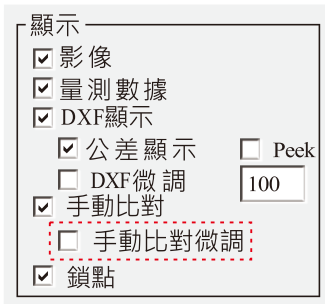 顯示
影像
量測數據
DXF顯示
公差顯示 Peek
DXF微調 100
手動比對
手動比對微調
鎖點